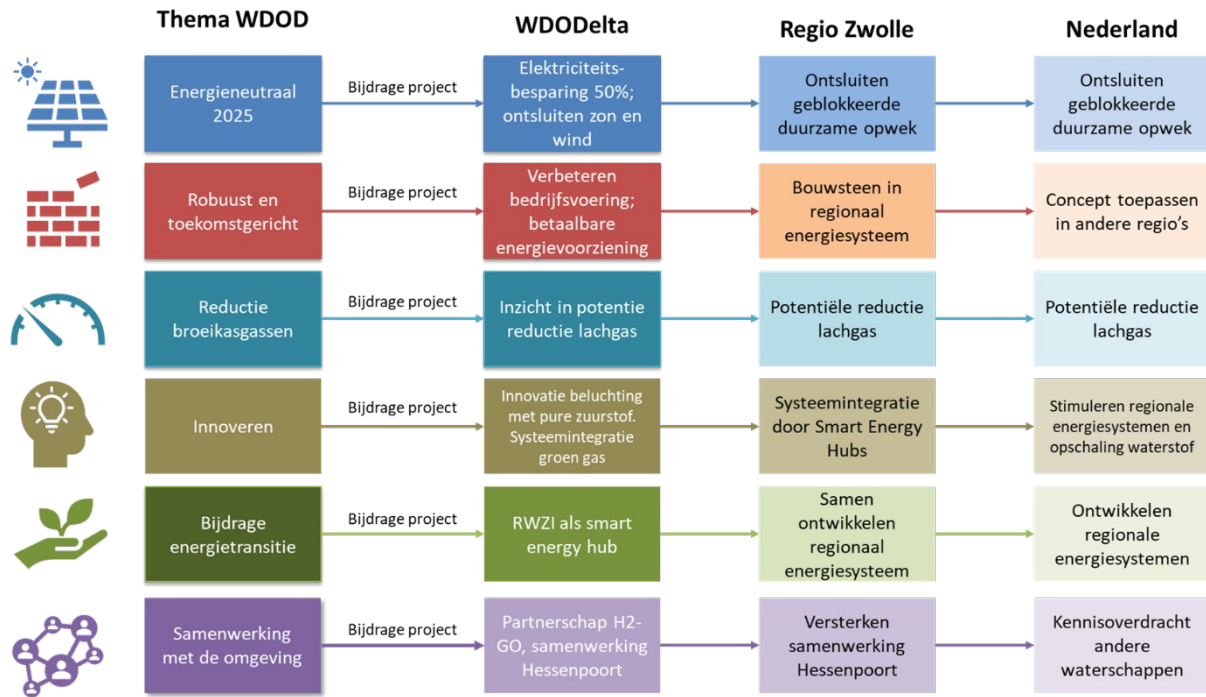 Thema WDOD
WDODelta
Regio Zwolle
Nederland
Energieneutraal
2025
Bijdrage project
Elektriciteits-
besparing 50%;
ontsluiten zon en
wind
Ontsluiten
geblokkeerde
duurzame opwek
Ontsluiten
geblokkeerde
duurzame opwek
Robuust en
toekomstgericht
Bijdrage project
Verbeteren
bedrijfsvoering;
betaalbare
energievoorziening
Bouwsteen in
regionaal
energiesysteem
Concept toepassen
in andere regio's
Reductie
broeikasgassen
Bijdrage project
Inzicht in potentie
reductie lachgas
Potentiële reductie
lachgas
Potentiële reductie
lachgas
Innoveren
Bijdrage project
Innovatie beluchting
met pure zuurstof.
Systeemintegratie
groen gas
Systeemintegratie
door Smart Energy
Hubs
Stimuleren regionale
energiesystemen en
opschaling waterstof
Bijdrage
energietransitie
Bijdrage project
RWZI als smart
energy hub
Samen
ontwikkelen
regionaal
energiesysteem
Ontwikkelen
regionale
energiesystemen
Samenwerking
met de omgeving
Bijdrage project
Partnerschap H2-
GO, samenwerking
Hessenpoort
Versterken
samenwerking
Hessenpoort
Kennisoverdracht
andere
waterschappen